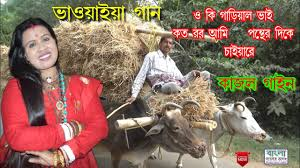 ভাওয়াইয়া গান
ও কি গাড়িয়াল ভাই
কত রব আমি পন্থের দিকে
চাইয়ারে
কাজল গাইন
বাংলা